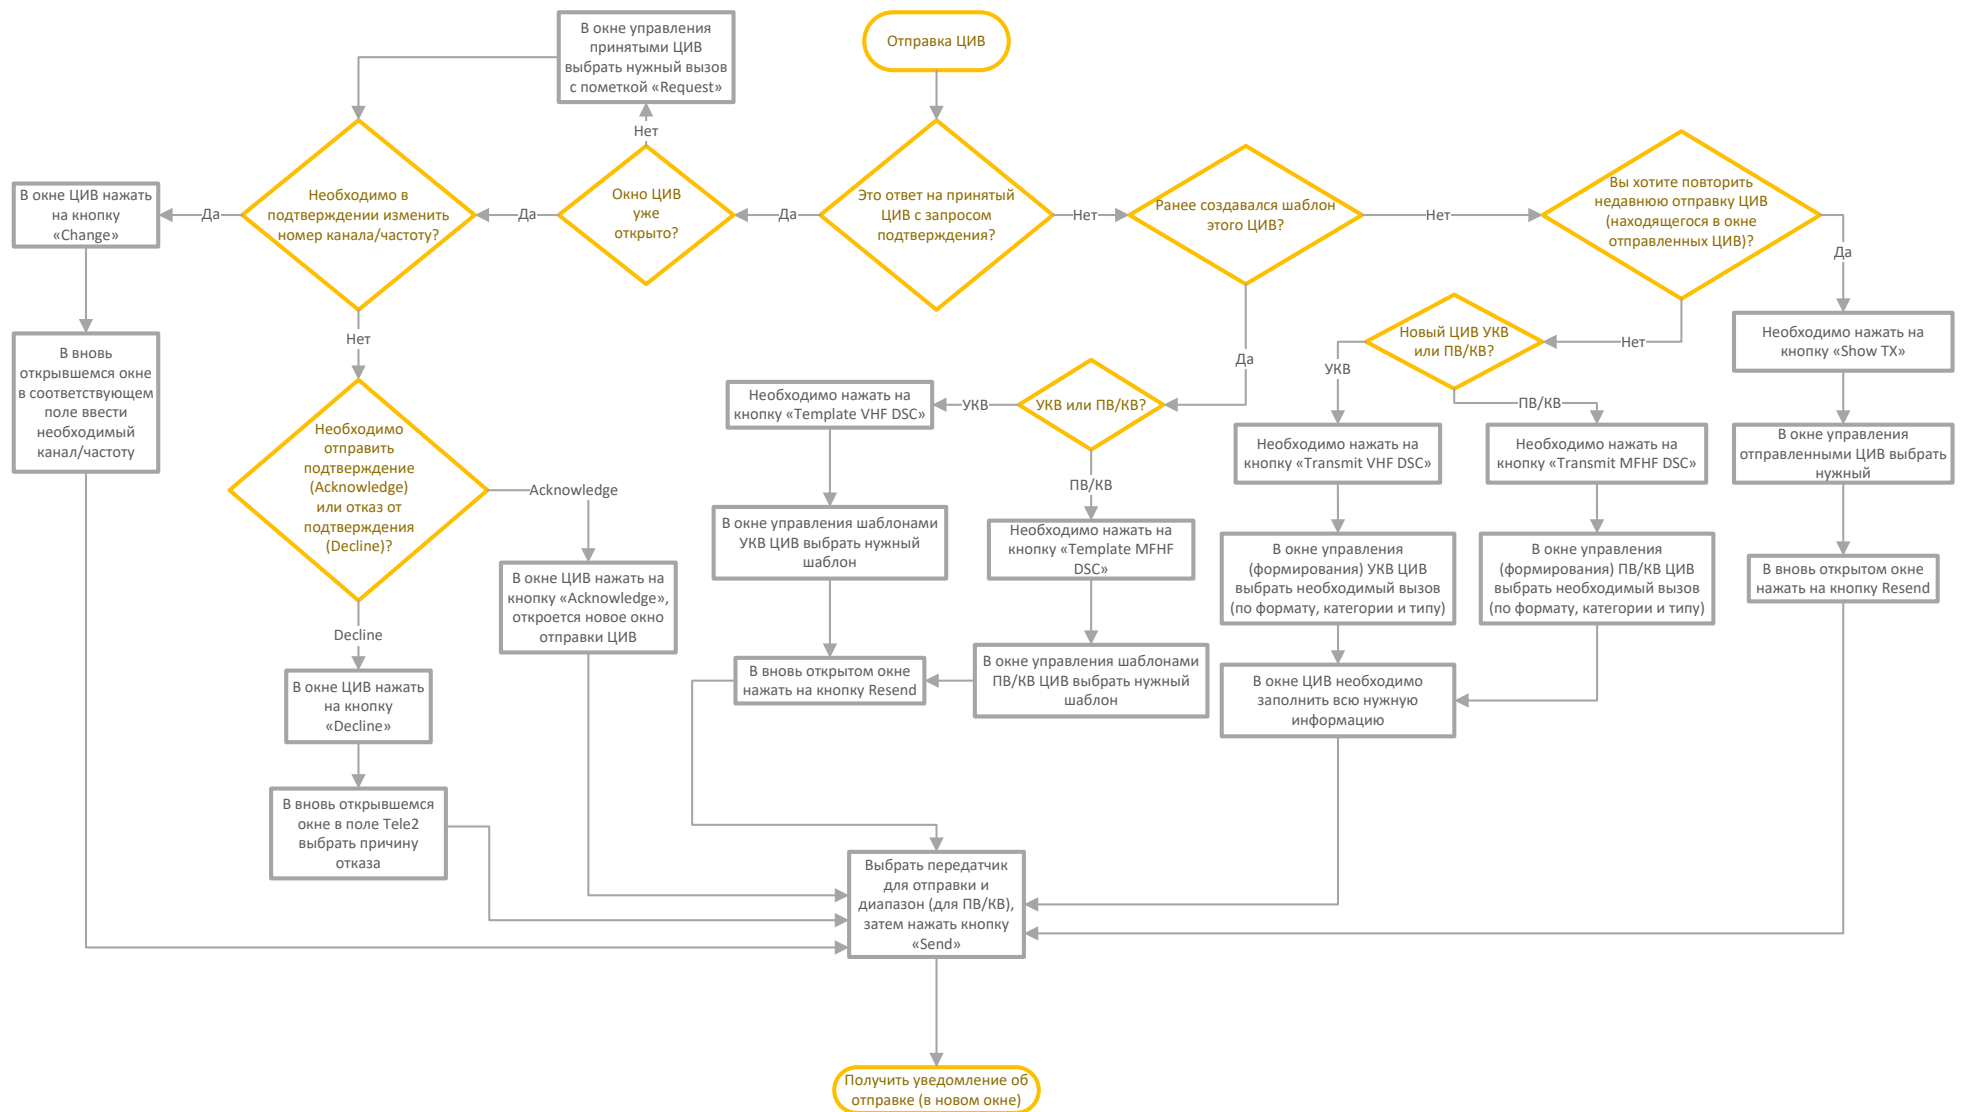 В окне управления
принятыми ЦИВ
выбрать нужный вызов
с пометкой «Request»
Отправка ЦИВ
Нет
В окне ЦИВ нажать
на кнопку
«Change»
Да
Необходимо в
подтверждении изменить
номер канала/частоту?
Да
Окно ЦИВ
уже
открыто?
Да
Это ответ на принятый
ЦИВ с запросом
подтверждения?
Нет
Ранее создавался шаблон
этого ЦИВ?
Нет
Вы хотите повторить
недавнюю отправку ЦИВ
(находящегося в окне
отправленных ЦИВ)?
Да
В вновь
открывшемся окне
в соответствующем
поле ввести
необходимый
канал/частоту
Нет
Да
УКВ
Новый ЦИВ УКВ
или ПВ/КВ?
Нет
Необходимо нажать на
кнопку «Show TX»
Необходимо нажать на
кнопку «Template VHF DSC»
УКВ
УКВ или ПВ/КВ?
ПВ/КВ
Необходимо
отправить
подтверждение
(Acknowledge)
или отказ от
подтверждения
(Decline)?
Acknowledge
ПВ/КВ
Необходимо нажать на
кнопку «Transmit VHF DSC»
Необходимо нажать на
кнопку «Transmit MFHF DSC»
В окне управления
отправленными ЦИВ выбрать
нужный
В окне управления шаблонами
УКВ ЦИВ выбрать нужный
шаблон
Необходимо нажать на
кнопку «Template MFHF
DSC»
В окне управления
(формирования) УКВ ЦИВ
выбрать необходимый вызов
(по формату, категории и типу)
В окне управления
(формирования) ПВ/КВ ЦИВ
выбрать необходимый вызов
(по формату, категории и типу)
В вновь открытом окне
нажать на кнопку Resend
В окне ЦИВ нажать на
кнопку «Acknowledge»,
откроется новое окно
отправки ЦИВ
Decline
В окне ЦИВ нажать
на кнопку
«Decline»
В вновь открытом окне
нажать на кнопку Resend
В окне управления шаблонами
ПВ/КВ ЦИВ выбрать нужный
шаблон
В окне ЦИВ необходимо
заполнить всю нужную
информацию
В вновь открывшемся
окне в поле Tele2
выбрать причину
отказа
Выбрать передатчик
для отправки и
диапазон (для ПВ/КВ),
затем нажать кнопку
«Send»
Получить уведомление об
отправке (в новом окне)